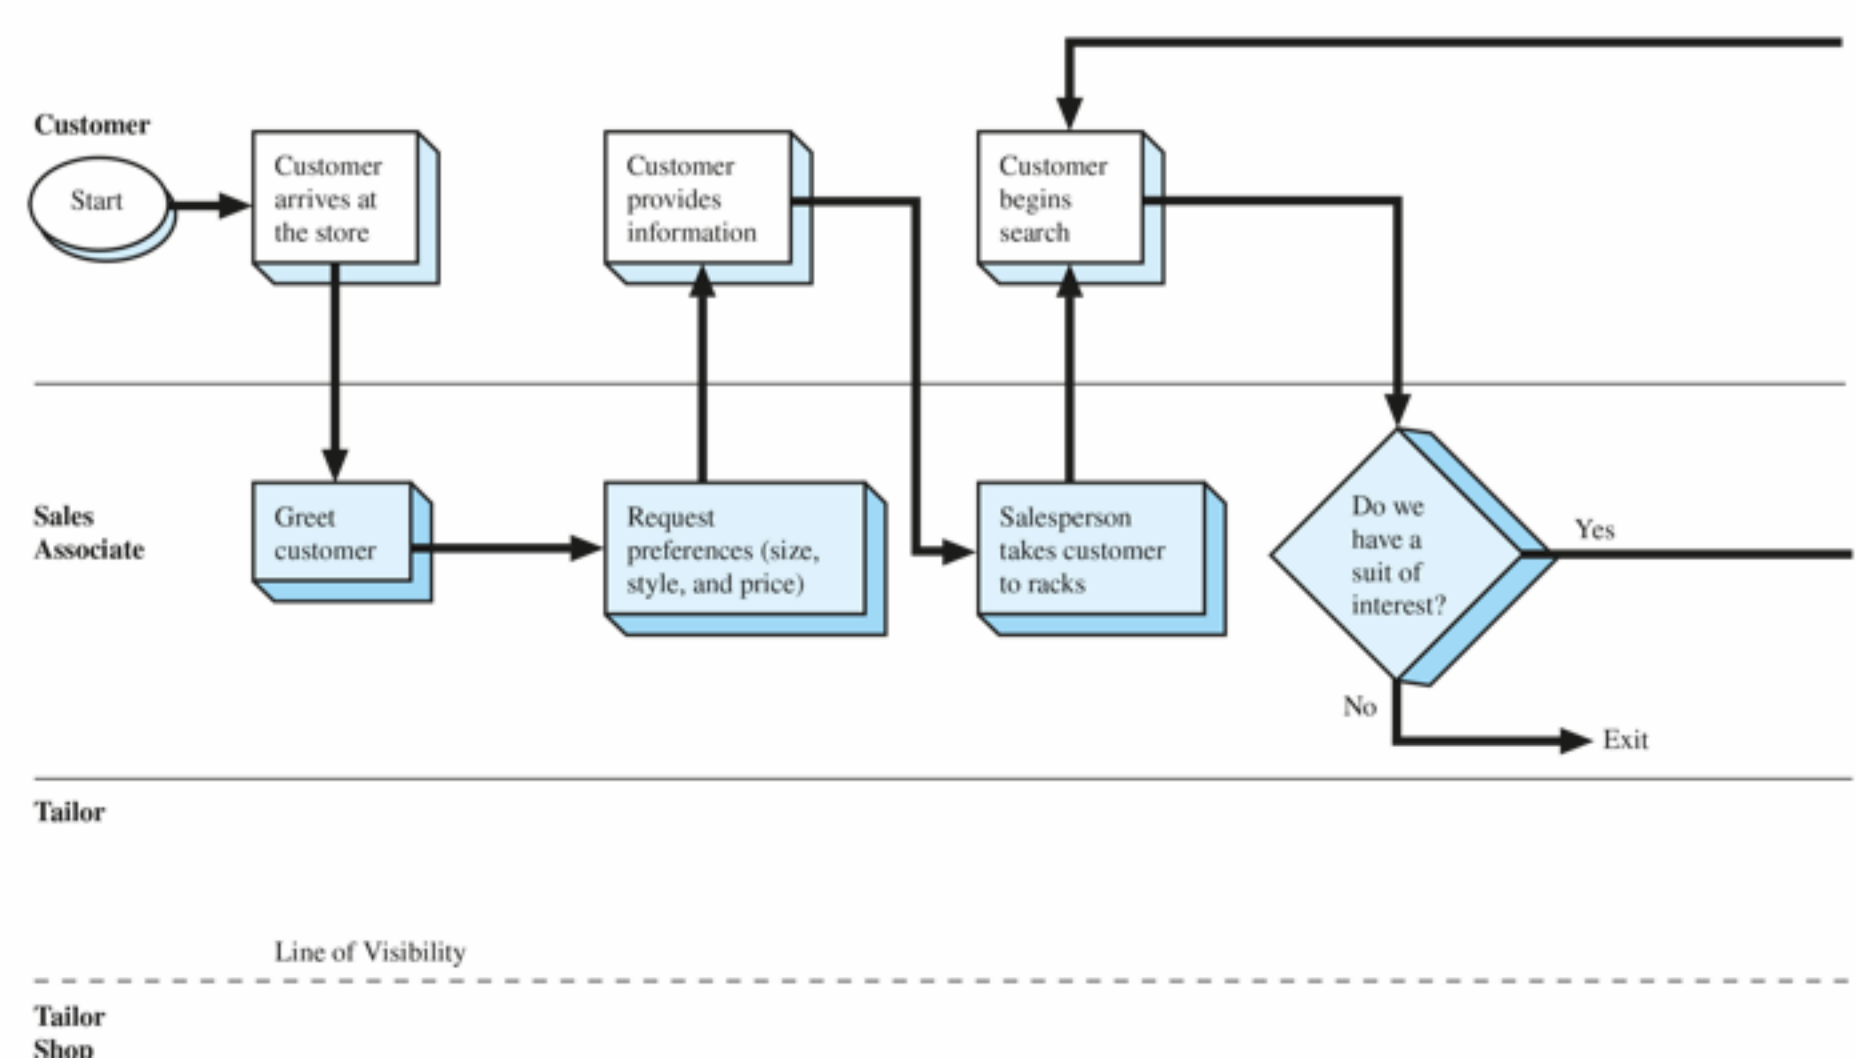 Customer
Start
Customer
arrives at
the store
Customer
provides
information
Customer
begins
search
Sales
Associate
Greet
customer
Request
preferences (size,
style, and price)
Salesperson
takes customer
to racks
Do we
have a
suit of
interest?
Yes
No
Exit
Tailor
Line of Visibility
Tailor
Shop